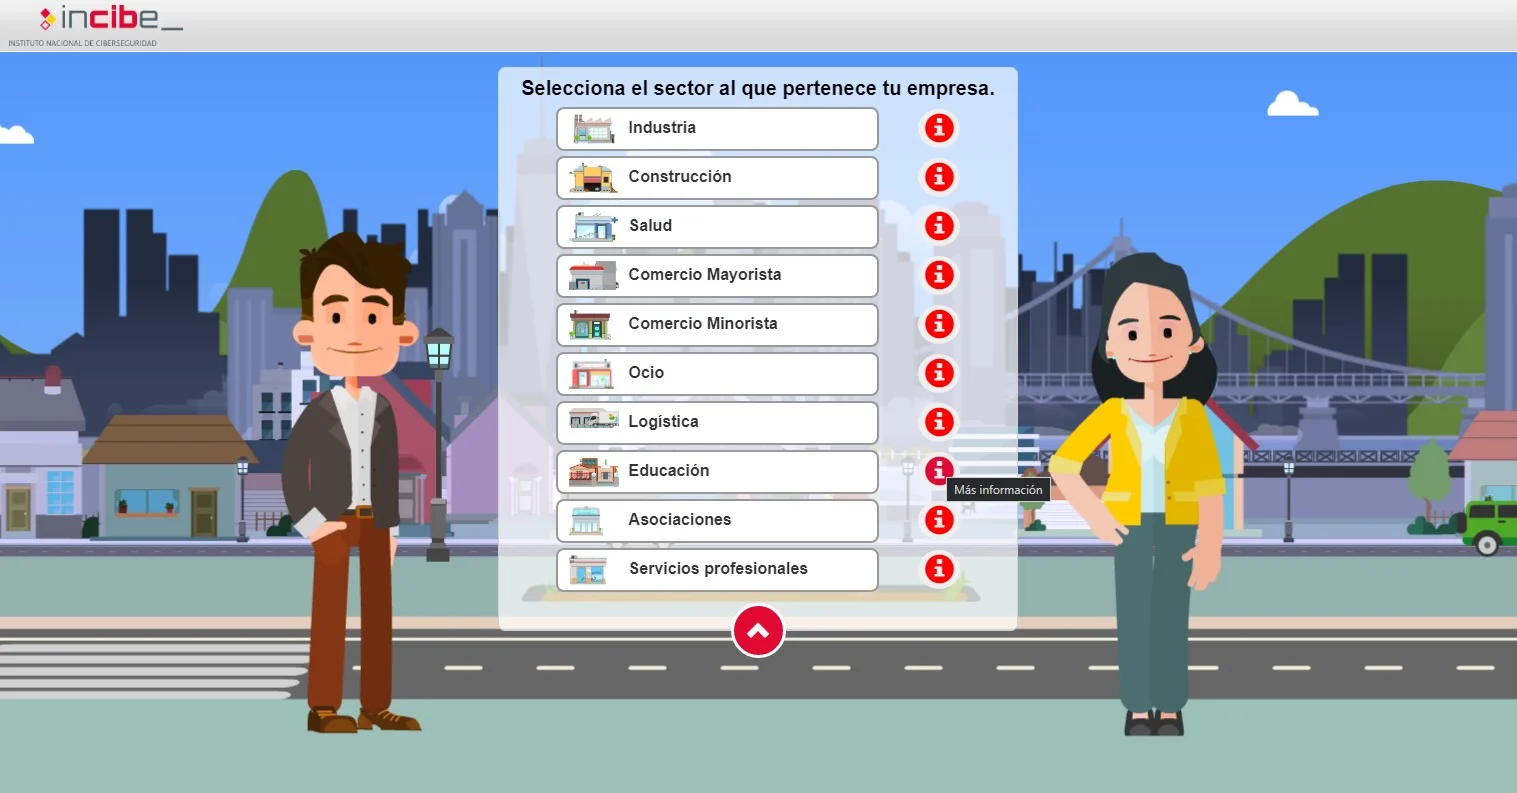 incibe_
INSTITUTO NACIONAL DE CIBERSEGURIDAD
Selecciona el sector al que pertenece tu empresa.
Industria
Construcción
Salud
Comercio Mayorista
Comercio Minorista
Ocio
Logística
Educación
Más información
Asociaciones
Servicios profesionales